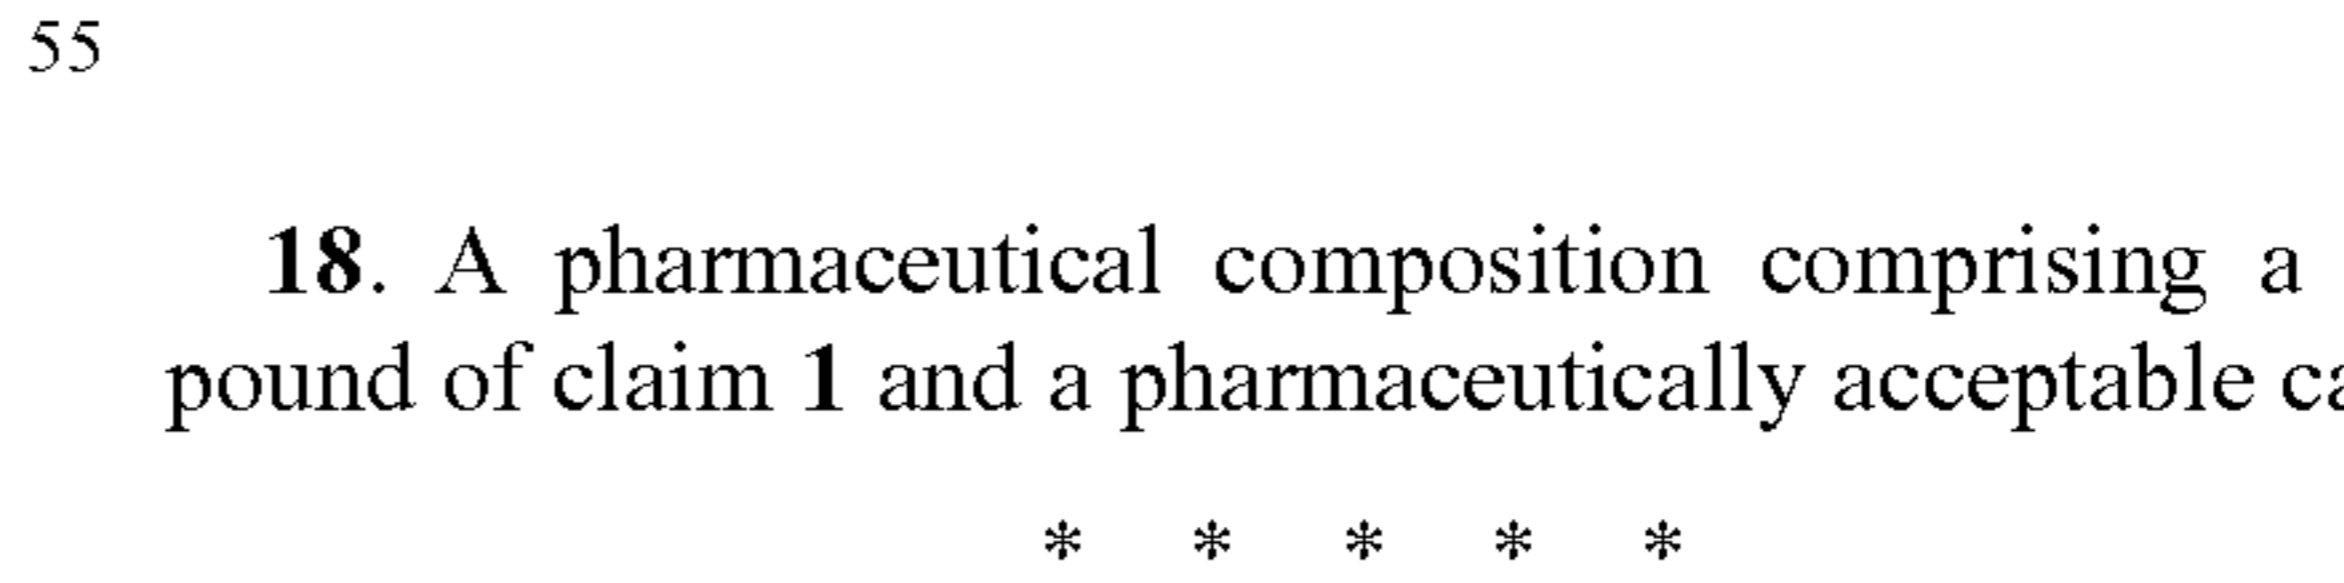 55
18. A pharmaceutical composition comprising a
pound of claim 1 and a pharmaceutically acceptable
* * * * *